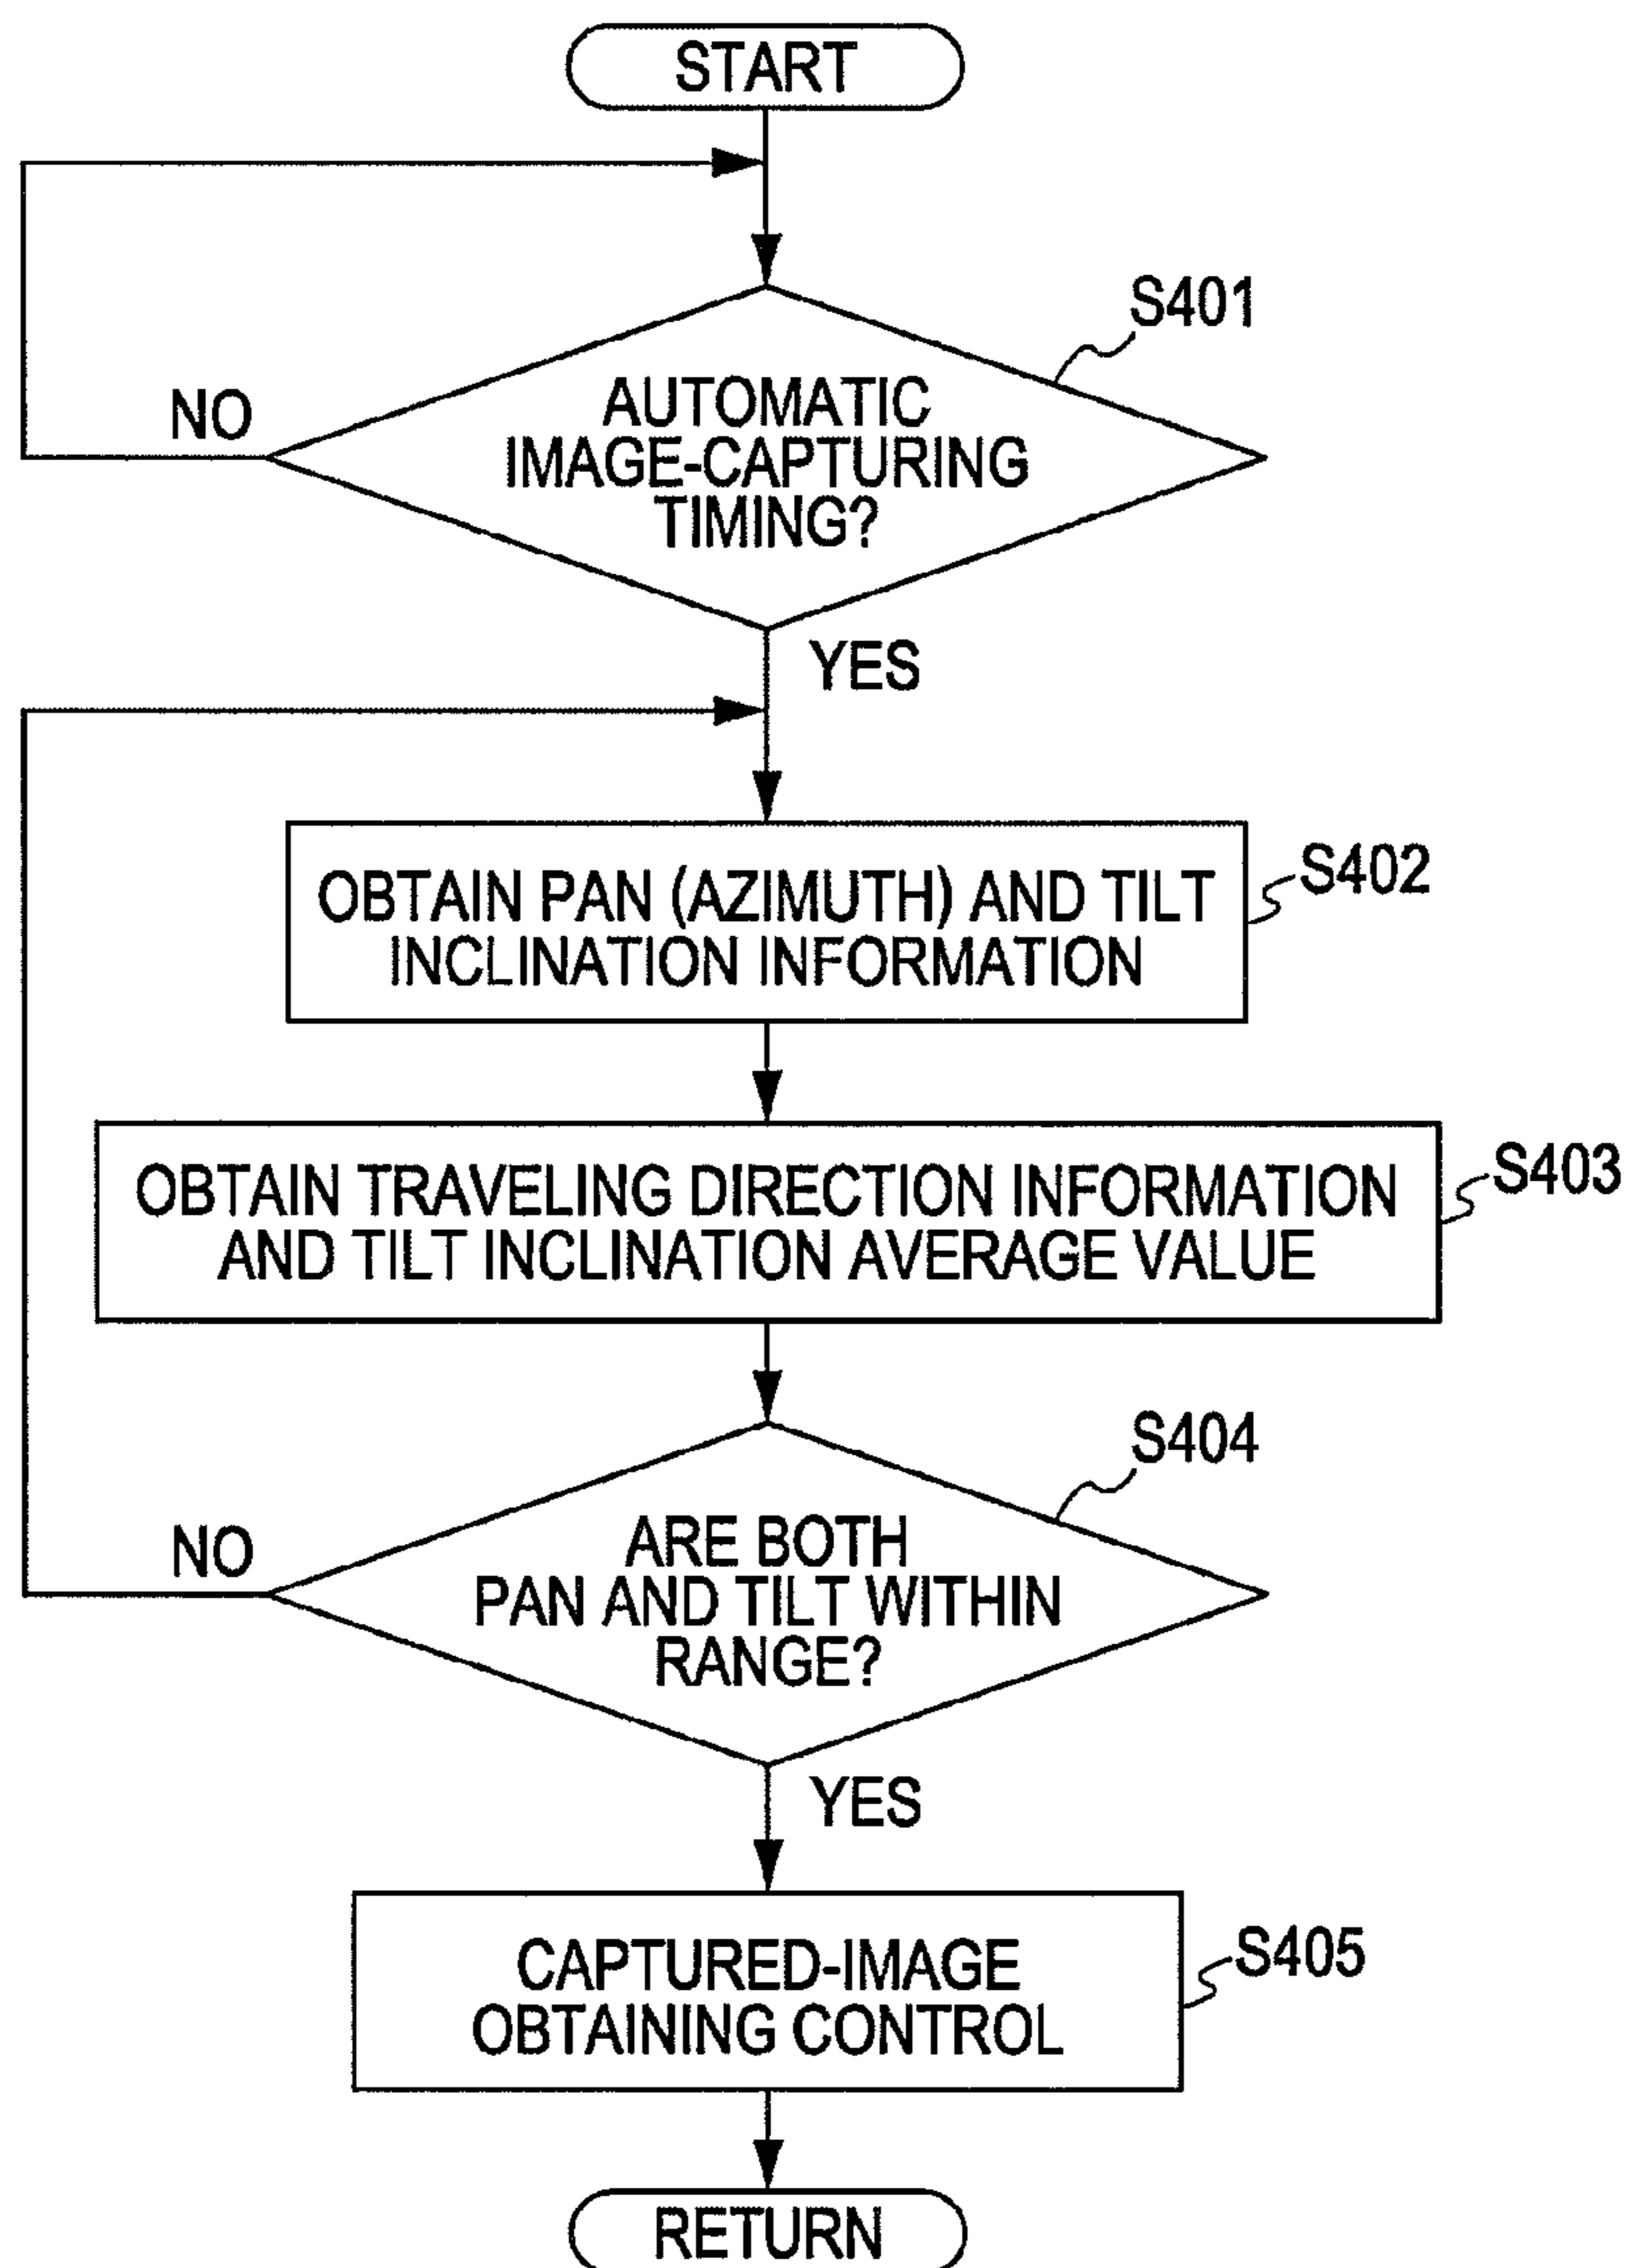 START
S401
AUTOMATIC
IMAGE-CAPTURING
TIMING?
NO
YES
OBTAIN PAN (AZIMUTH) AND TILT
INCLINATION INFORMATION
S402
OBTAIN TRAVELING DIRECTION INFORMATION
AND TILT INCLINATION AVERAGE VALUE
S403
S404
ARE BOTH
PAN AND TILT WITHIN
RANGE?
NO
YES
CAPTURED-IMAGE
OBTAINING CONTROL
S405
RETURN